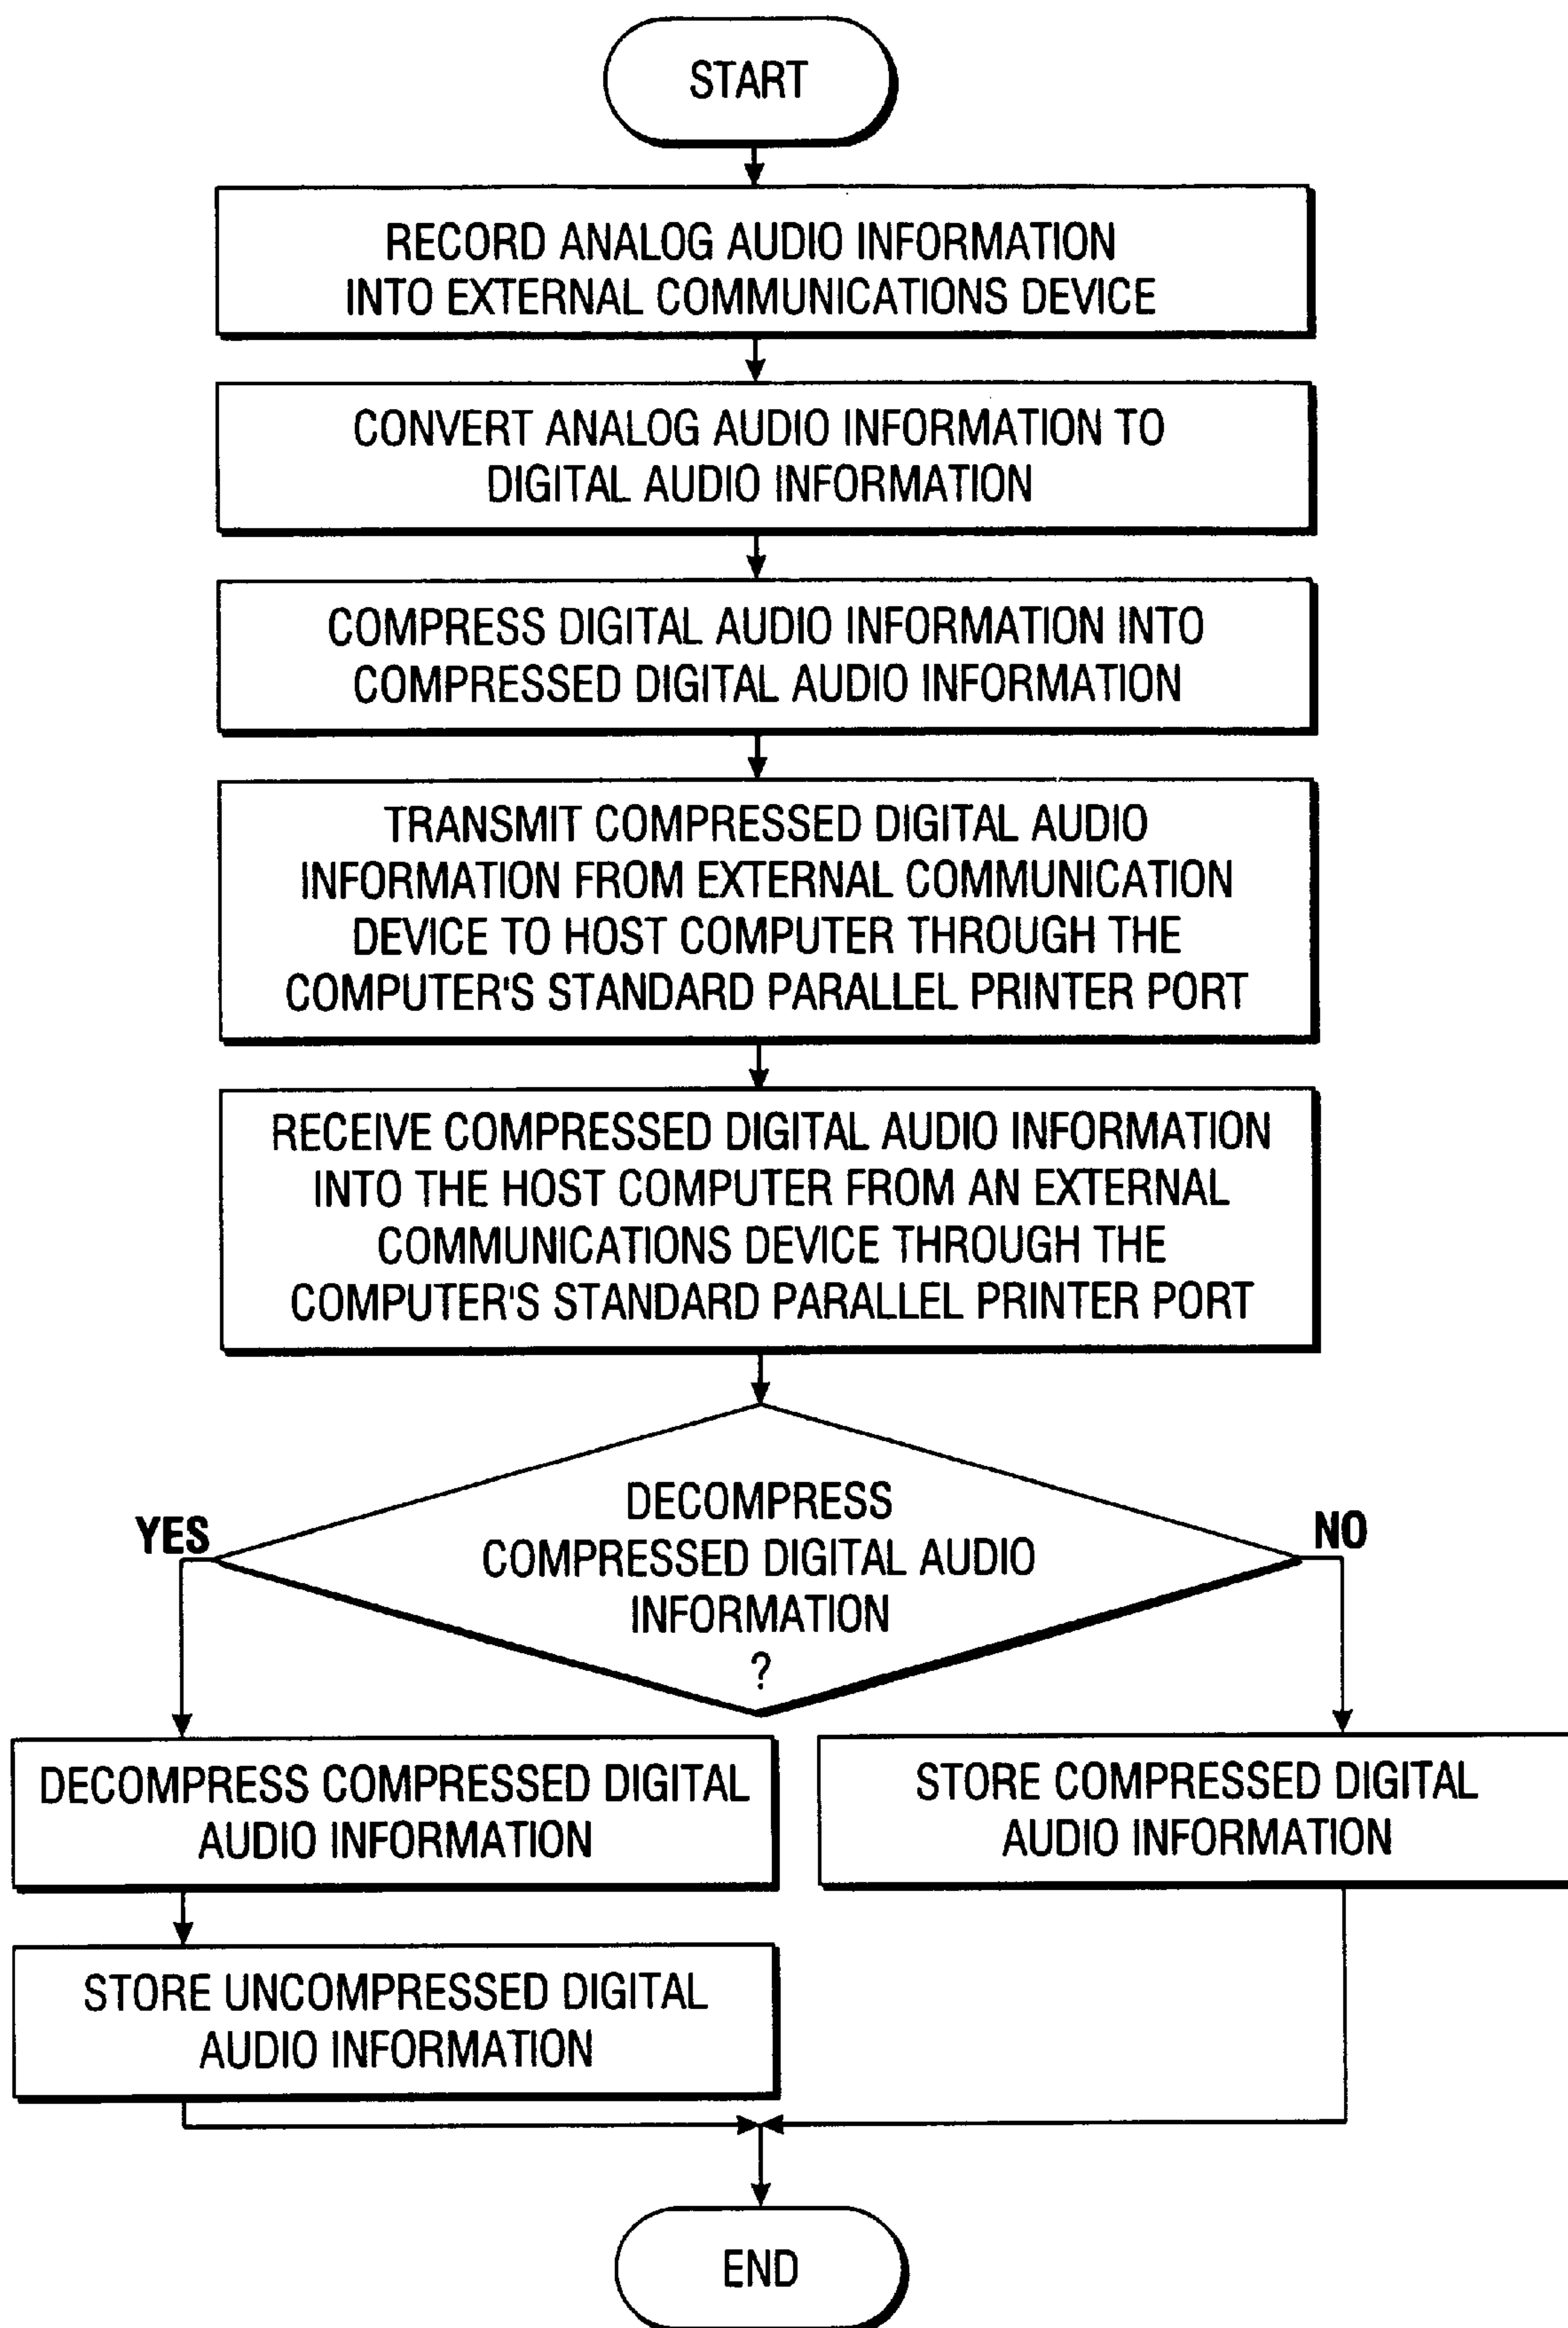 START
RECORD ANALOG AUDIO INFORMATION
INTO EXTERNAL COMMUNICATIONS DEVICE
CONVERT ANALOG AUDIO INFORMATION TO
DIGITAL AUDIO INFORMATION
COMPRESS DIGITAL AUDIO INFORMATION INTO
COMPRESSED DIGITAL AUDIO INFORMATION
TRANSMIT COMPRESSED DIGITAL AUDIO
INFORMATION FROM EXTERNAL COMMUNICATION
DEVICE TO HOST COMPUTER THROUGH THE
COMPUTER'S STANDARD PARALLEL PRINTER PORT
RECEIVE COMPRESSED DIGITAL AUDIO INFORMATION
INTO THE HOST COMPUTER FROM AN EXTERNAL
COMMUNICATIONS DEVICE THROUGH THE
COMPUTER'S STANDARD PARALLEL PRINTER PORT
DECOMPRESS
COMPRESSED DIGITAL AUDIO
INFORMATION
?
YES
NO
DECOMPRESS COMPRESSED DIGITAL
AUDIO INFORMATION
STORE COMPRESSED DIGITAL
AUDIO INFORMATION
STORE UNCOMPRESSED DIGITAL
AUDIO INFORMATION
END